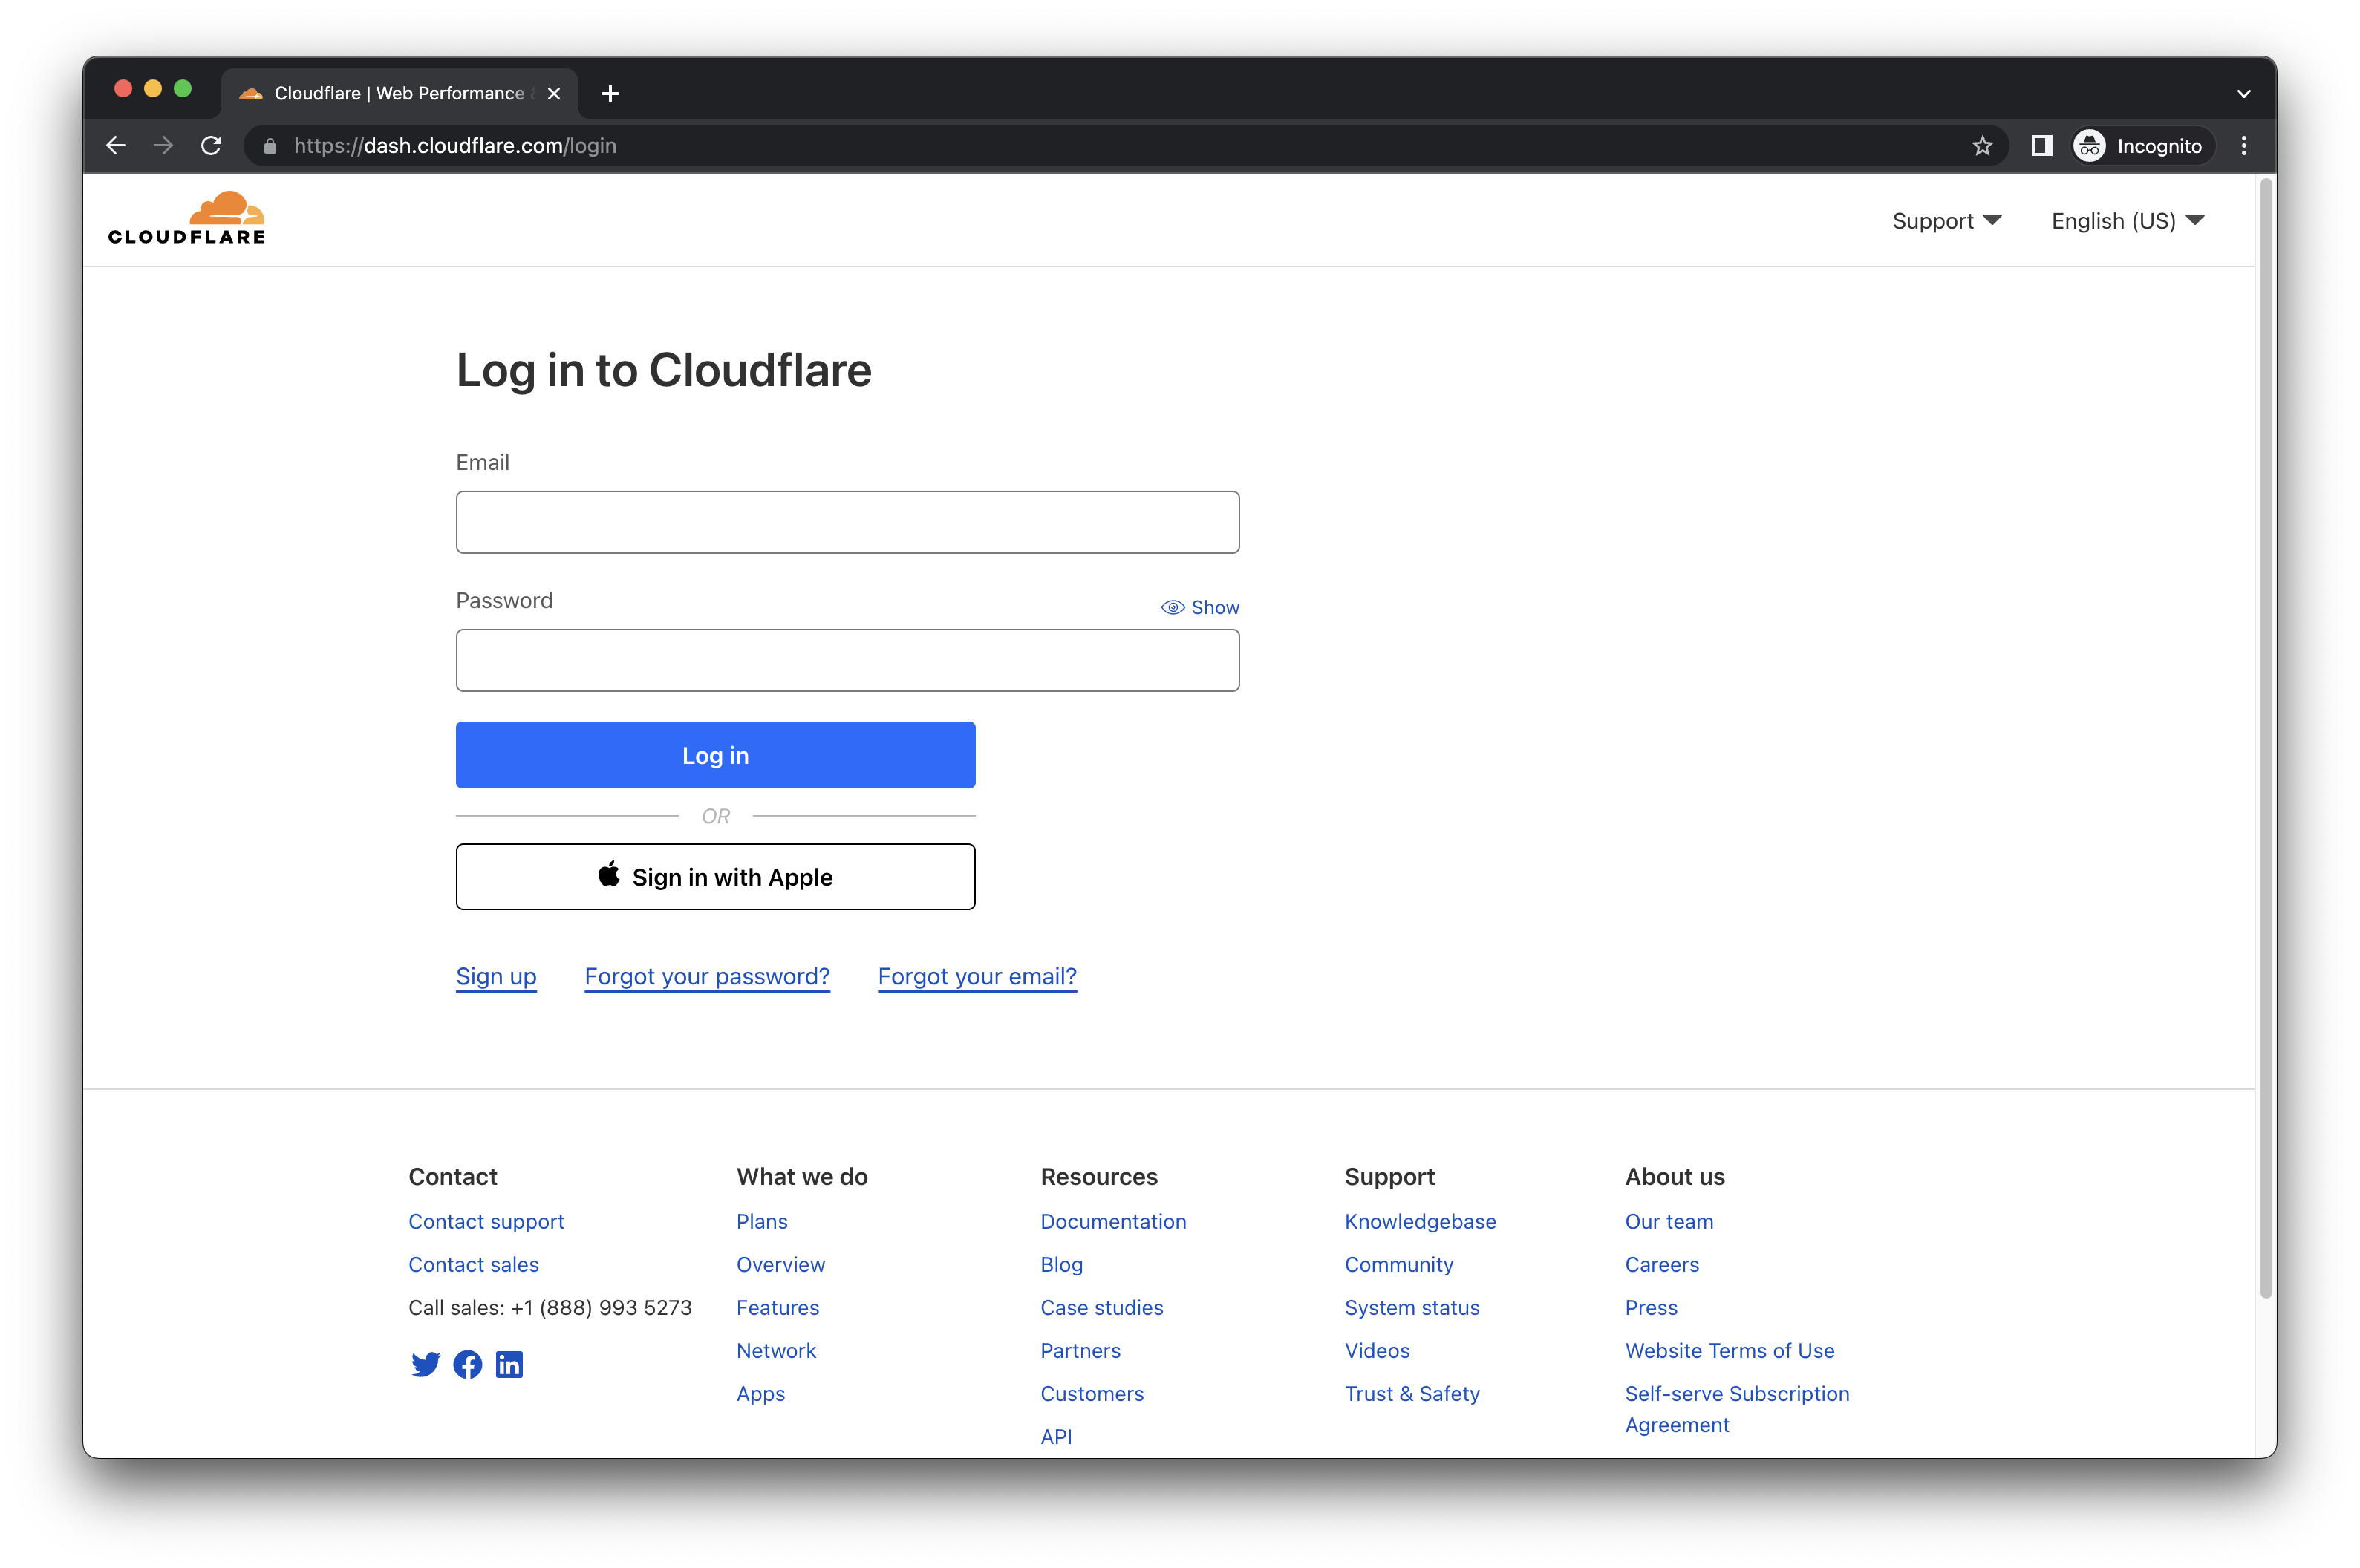 Cloudflare | Web Performance
https://dash.cloudflare.com/login
Incognito
CLOUDFLARE
Support
English (US)
Log in to Cloudflare
Email
Password
Show
Log in
OR
Sign in with Apple
Sign up
Forgot your password?
Forgot your email?
Contact
Contact support
Contact sales
Call sales: +1 (888) 993 5273
What we do
Plans
Overview
Features
Network
Apps
Resources
Documentation
Blog
Case studies
Partners
Customers
API
Support
Knowledgebase
Community
System status
Videos
Trust & Safety
About us
Our team
Careers
Press
Website Terms of Use
Self-serve Subscription
Agreement